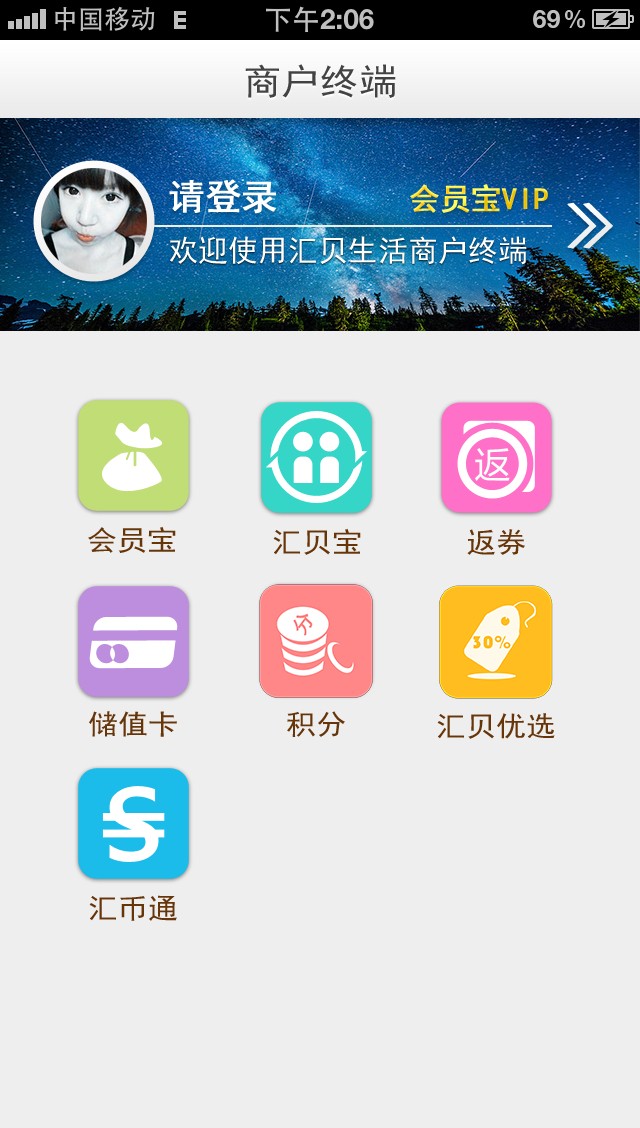 中国移动 E 下午2:06 69%
商户终端
请登录 会员宝VIP
欢迎使用汇贝生活商户终端
返
会员宝 汇贝宝 返券
分 30%
储值卡 积分 汇贝优选
汇币通